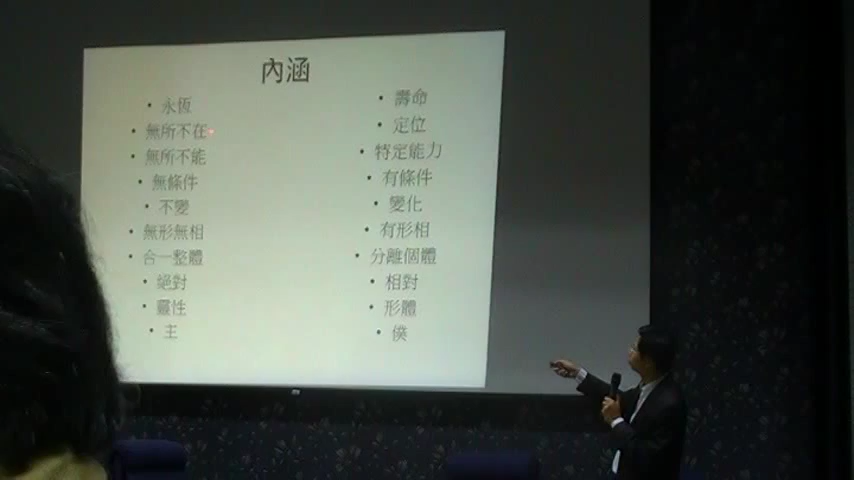 內涵
• 永恆
• 無所不在
• 無所不能
• 無條件
• 不變
• 無形無相
• 合一整體
• 絕對
• 靈性
• 主
• 壽命
• 定位
• 特定能力
• 有條件
• 變化
• 有形相
• 分離個體
• 相對
• 形體
• 僕